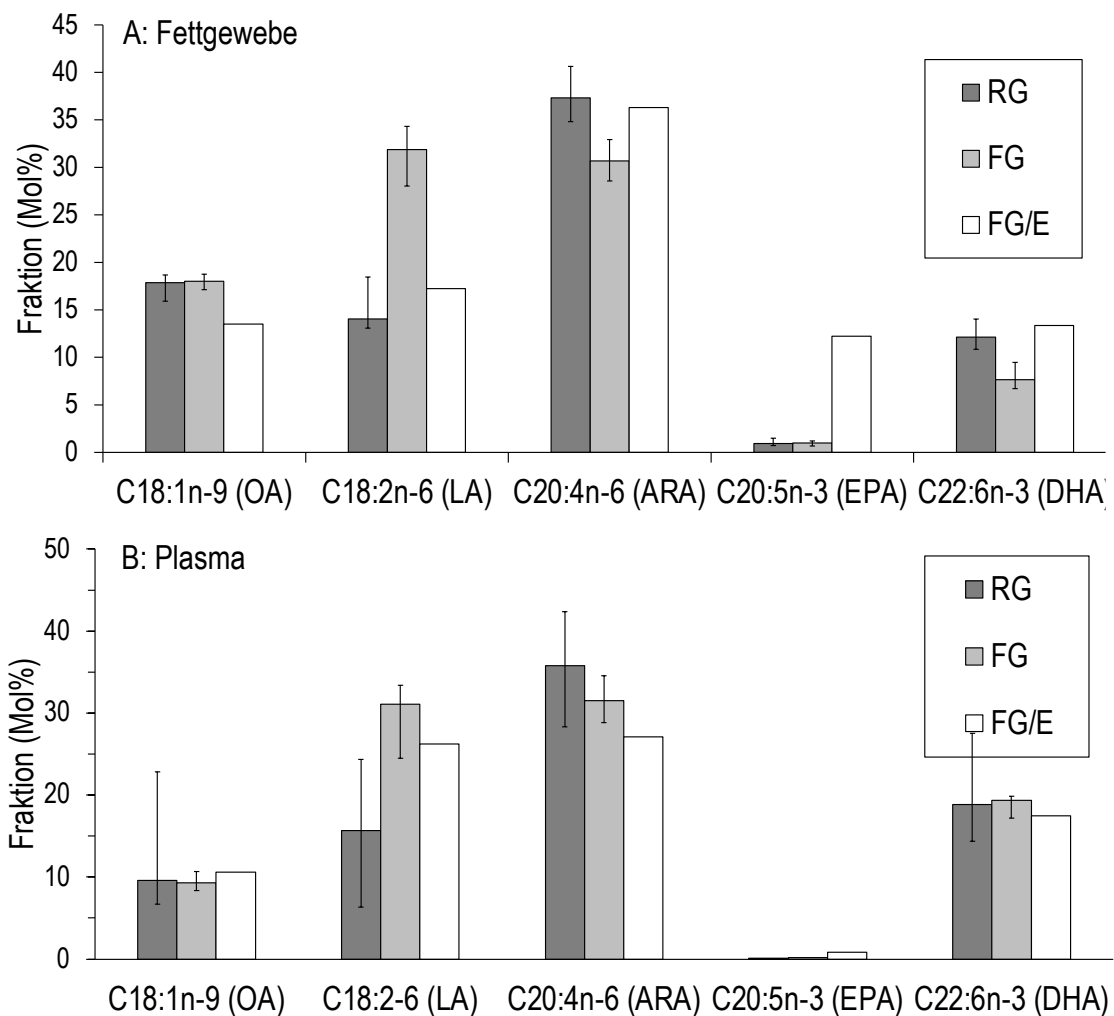 A: Fettgewebe
Fraktion (Mol%)
45
40
35
30
25
20
15
10
5
0
RG
FG
FG/E
C18:1n-9 (OA) C18:2n-6 (LA) C20:4n-6 (ARA) C20:5n-3 (EPA) C22:6n-3 (DHA)
B: Plasma
Fraktion (Mol%)
50
40
30
20
10
0
RG
FG
FG/E
C18:1n-9 (OA) C18:2-6 (LA) C20:4n-6 (ARA) C20:5n-3 (EPA) C22:6n-3 (DHA)